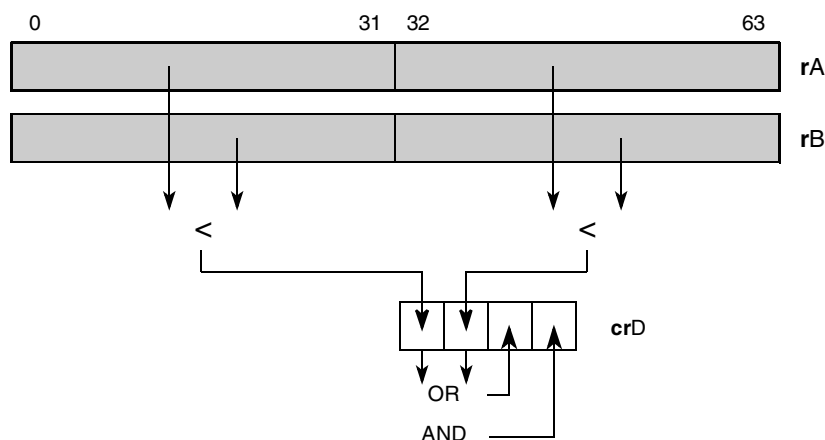 0 31 32 63
rA
rB
< <
crD
OR
AND